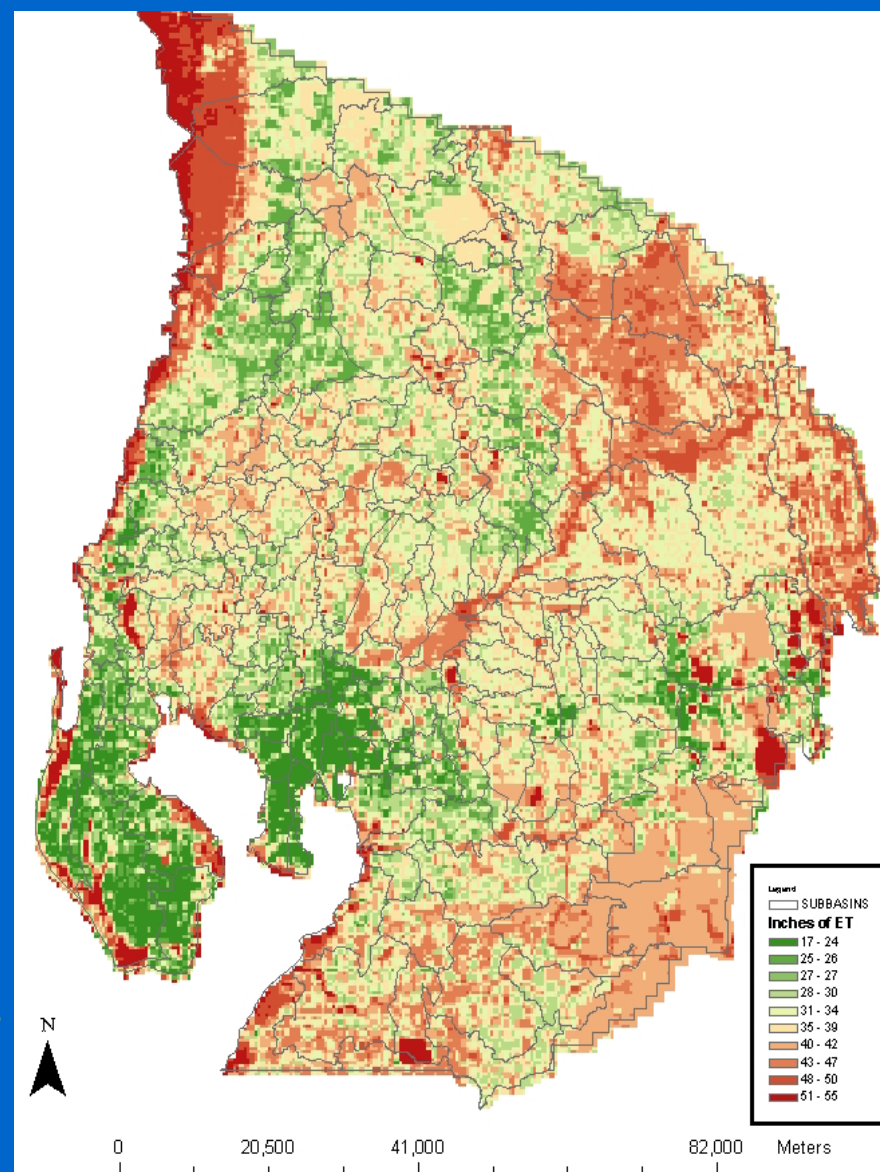 Legend
SUBBASINS
Inches of ET
17 - 24
25 - 26
27 - 27
28 - 30
31 - 34
35 - 39
40 - 42
43 - 47
48 - 50
51 - 55
N
0 20,500 41,000 82,000 Meters